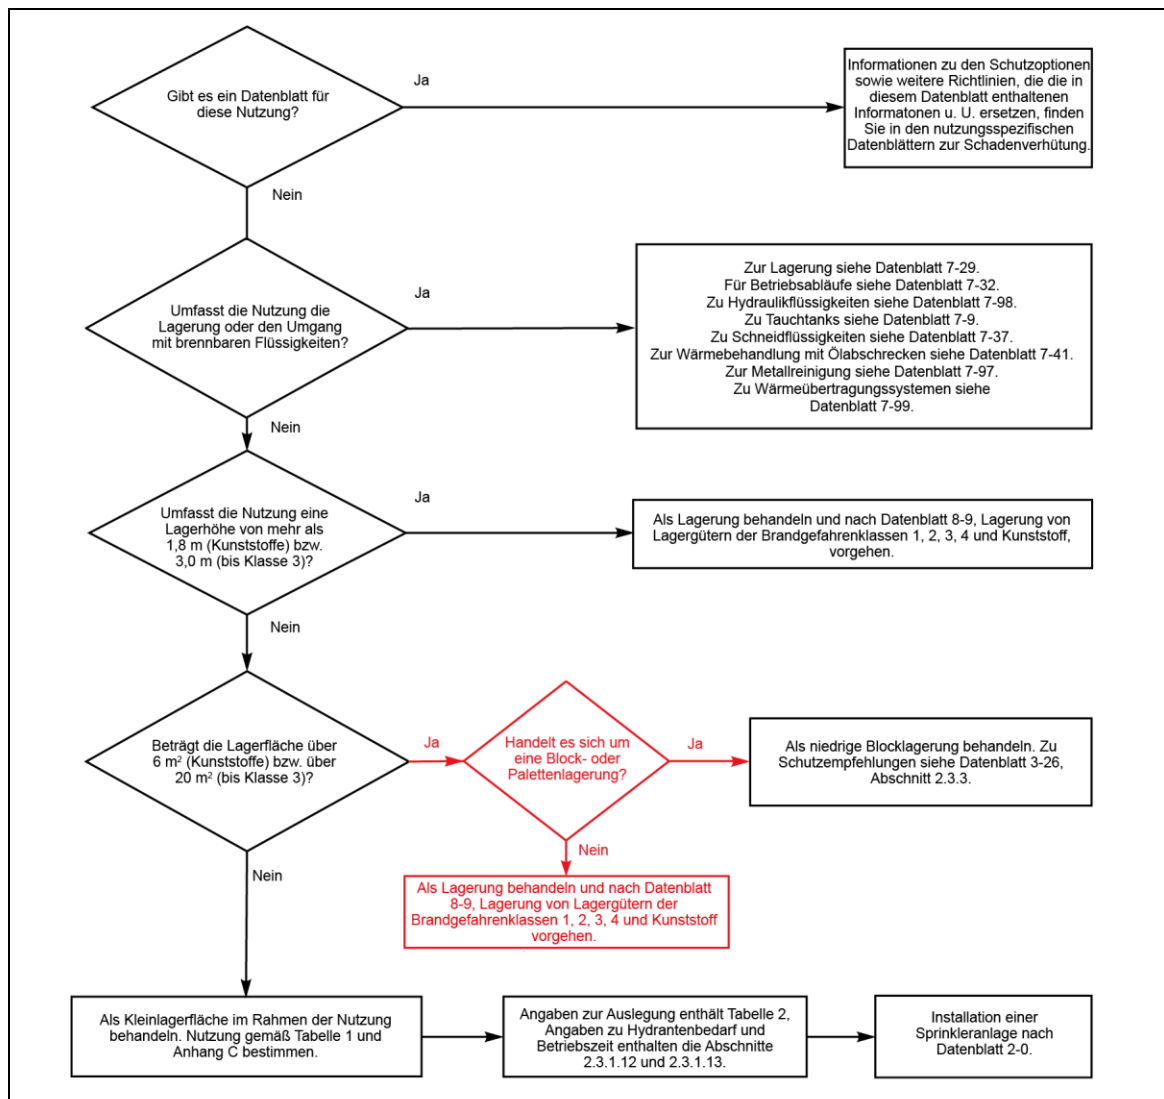 Gibt es ein Datenblatt für
diese Nutzung?
Ja
Informationen zu den Schutzoptionen
sowie weitere Richtlinien, die die in
diesem Datenblatt enthaltenen
Informatonen u. U. ersetzen, finden
Sie in den nutzungsspezifischen
Datenblättern zur Schadenverhütung.
Nein
Umfasst die Nutzung die
Lagerung oder den Umgang
mit brennbaren Flüssigkeiten?
Ja
Zur Lagerung siehe Datenblatt 7-29.
Für Betriebsabläufe siehe Datenblatt 7-32.
Zu Hydraulikflüssigkeiten siehe Datenblatt 7-98.
Zu Tauchtanks siehe Datenblatt 7-9.
Zu Schneidflüssigkeiten siehe Datenblatt 7-37.
Zur Wärmebehandlung mit Ölabschrecken siehe Datenblatt 7-41.
Zur Metallreinigung siehe Datenblatt 7-97.
Zu Wärmeübertragungssystemen siehe
Datenblatt 7-99.
Nein
Umfasst die Nutzung eine
Lagerhöhe von mehr als
1,8 m (Kunststoffe) bzw.
3,0 m (bis Klasse 3)?
Ja
Als Lagerung behandeln und nach Datenblatt 8-9, Lagerung von
Lagergütern der Brandgefahrenklassen 1, 2, 3, 4 und Kunststoff,
vorgehen.
Nein
Beträgt die Lagerfläche über
6 m² (Kunststoffe) bzw. über
20 m² (bis Klasse 3)?
Ja
Handelt es sich um
eine Block- oder
Palettenlagerung?
Ja
Als niedrige Blocklagerung behandeln. Zu
Schutzempfehlungen siehe Datenblatt 3-26,
Abschnitt 2.3.3.
Nein
Als Lagerung behandeln und nach Datenblatt
8-9, Lagerung von Lagergütern der
Brandgefahrenklassen 1, 2, 3, 4 und Kunststoff
vorgehen.
Nein
Als Kleinlagerfläche im Rahmen der Nutzung
behandeln. Nutzung gemäß Tabelle 1 und
Anhang C bestimmen.
Angaben zur Auslegung enthält Tabelle 2,
Angaben zu Hydrantenbedarf und
Betriebszeit enthalten die Abschnitte
2.3.1.12 und 2.3.1.13.
Installation einer
Sprinkleranlage nach
Datenblatt 2-0.